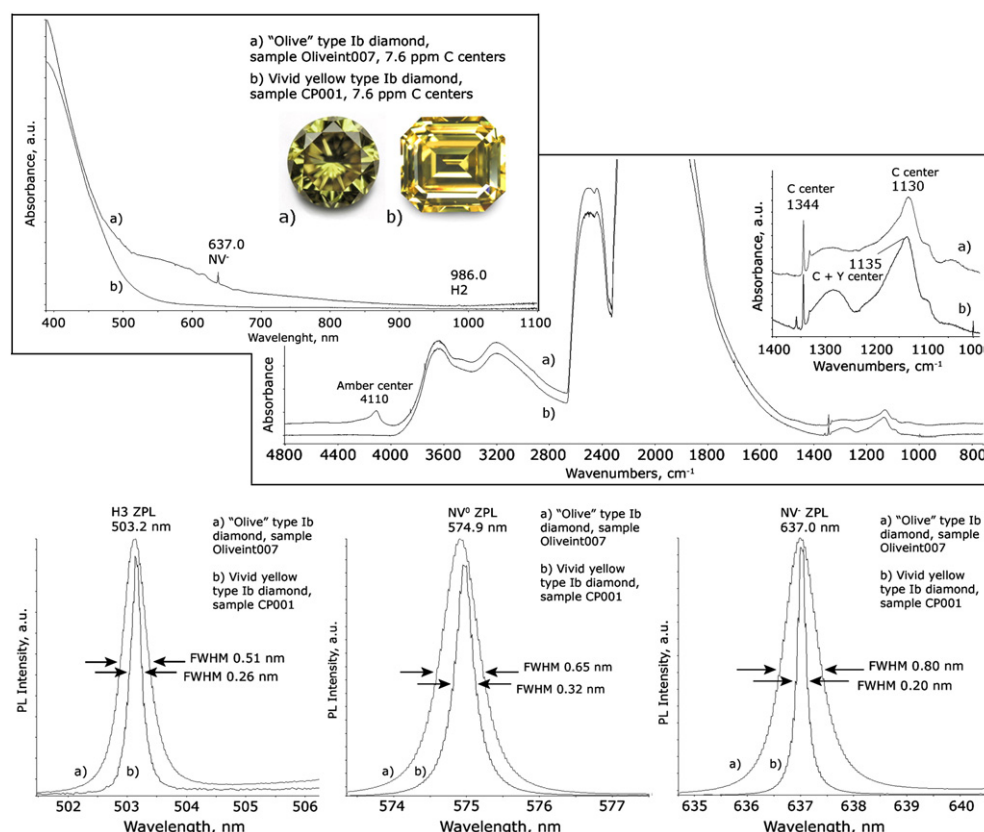 a) “Olive” type Ib diamond,
sample Oliveint007, 7.6 ppm C centers
b) Vivid yellow type Ib diamond,
sample CP001, 7.6 ppm C centers
Absorbance, a.u.
a)
b)
a)
637.0
NV-
b)
986.0
H2
400 500 600 700 800 900 1000 1100
Wavelenght, nm
C center
1344
C center
1130
Absorbance, a.u.
a)
1135
C + Y center
b)
1400 1300 1200 1100 1000
Wavenumbers, cm-1
Absorbance
Amber center
4110
a)
b)
4800 4400 4000 3600 3200 2800 2400 2000 1600 1200 800
Wavenumbers, cm-1
H3 ZPL
503.2 nm
a) “Olive” type Ib
diamond, sample
Oliveint007
b) Vivid yellow
type Ib diamond,
sample CP001
PL Intensity, a.u.
FWHM 0.51 nm
FWHM 0.26 nm
a)
b)
502 503 504 505 506
Wavelength, nm
NV0 ZPL
574.9 nm
a) “Olive” type Ib
diamond, sample
Oliveint007
b) Vivid yellow
type Ib diamond,
sample CP001
PL Intensity, a.u.
FWHM 0.65 nm
FWHM 0.32 nm
a)
b)
574 575 576 577
Wavelength, nm
NV- ZPL
637.0 nm
a) “Olive” type Ib
diamond, sample
Oliveint007
b) Vivid yellow
type Ib diamond,
sample CP001
PL Intensity, a.u.
FWHM 0.80 nm
FWHM 0.20 nm
a)
b)
635 636 637 638 639 640
Wavelength, nm